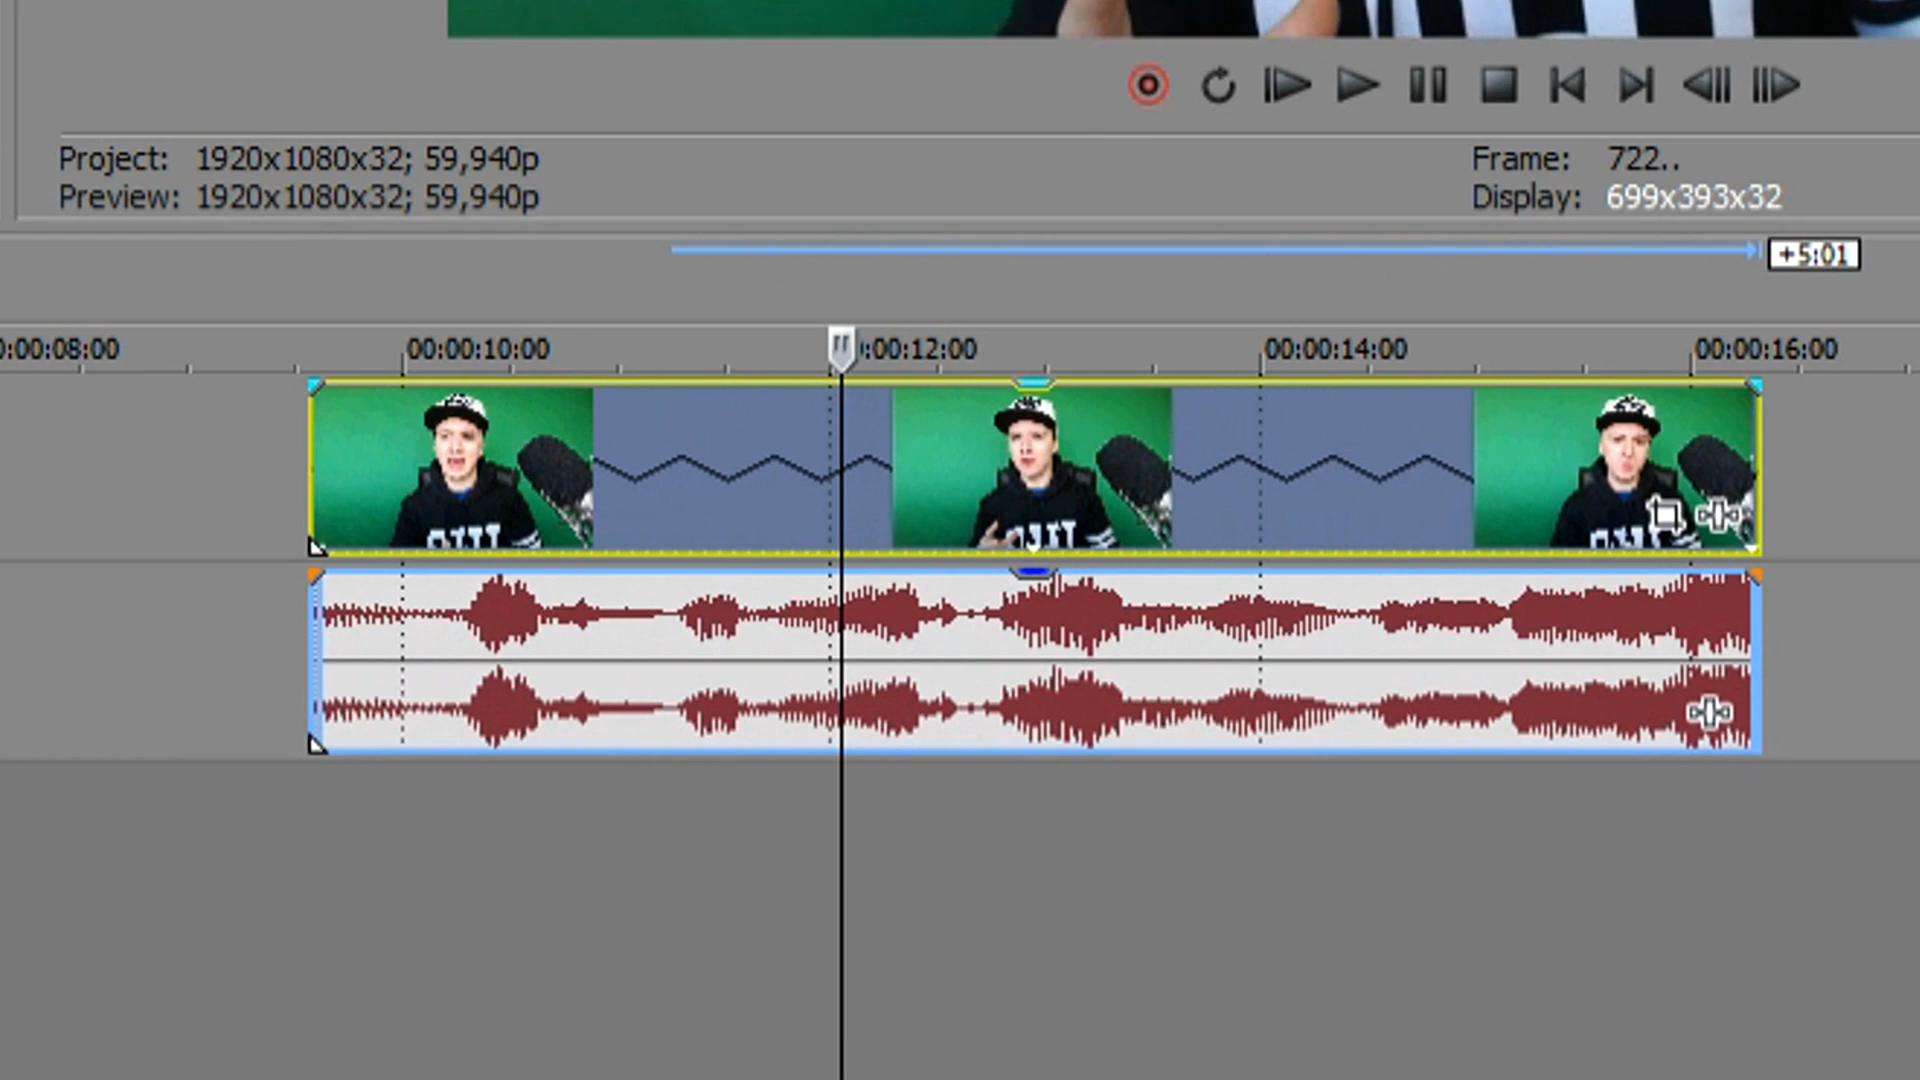 Project: 1920x1080x32; 59,940p
Preview: 1920x1080x32; 59,940p
Frame: 722..
Display: 699x393x32
+5:01
0:00:08:00
00:00:10:00
:00:12:00
00:00:14:00
00:00:16:00